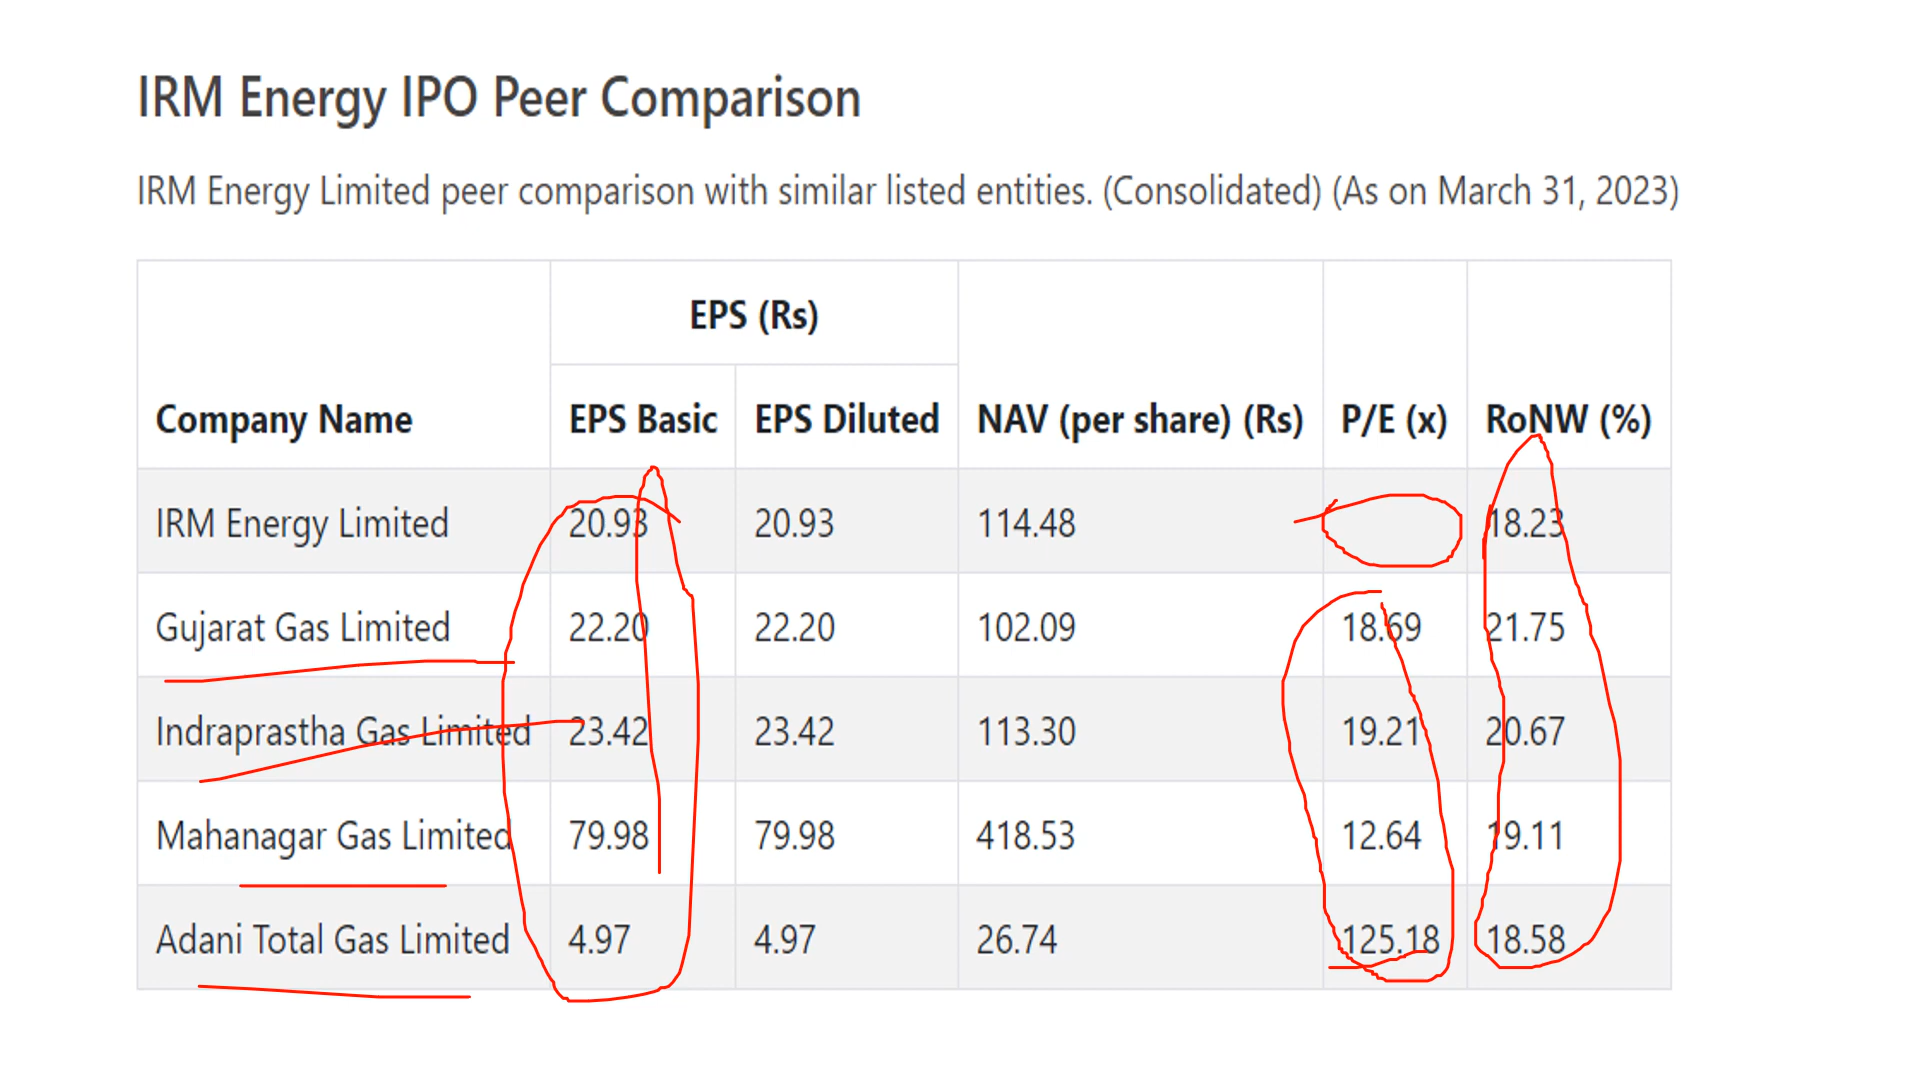 IRM Energy IPO Peer Comparison
IRM Energy Limited peer comparison with similar listed entities. (Consolidated) (As on March 31, 2023)
EPS (Rs)
Company Name EPS Basic EPS Diluted NAV (per share) (Rs) P/E (x) RoNW (%)
IRM Energy Limited 20.93 20.93 114.48 18.23
Gujarat Gas Limited 22.20 22.20 102.09 18.69 21.75
Indraprastha Gas Limited 23.42 23.42 113.30 19.21 20.67
Mahanagar Gas Limited 79.98 79.98 418.53 12.64 19.11
Adani Total Gas Limited 4.97 4.97 26.74 125.18 18.58